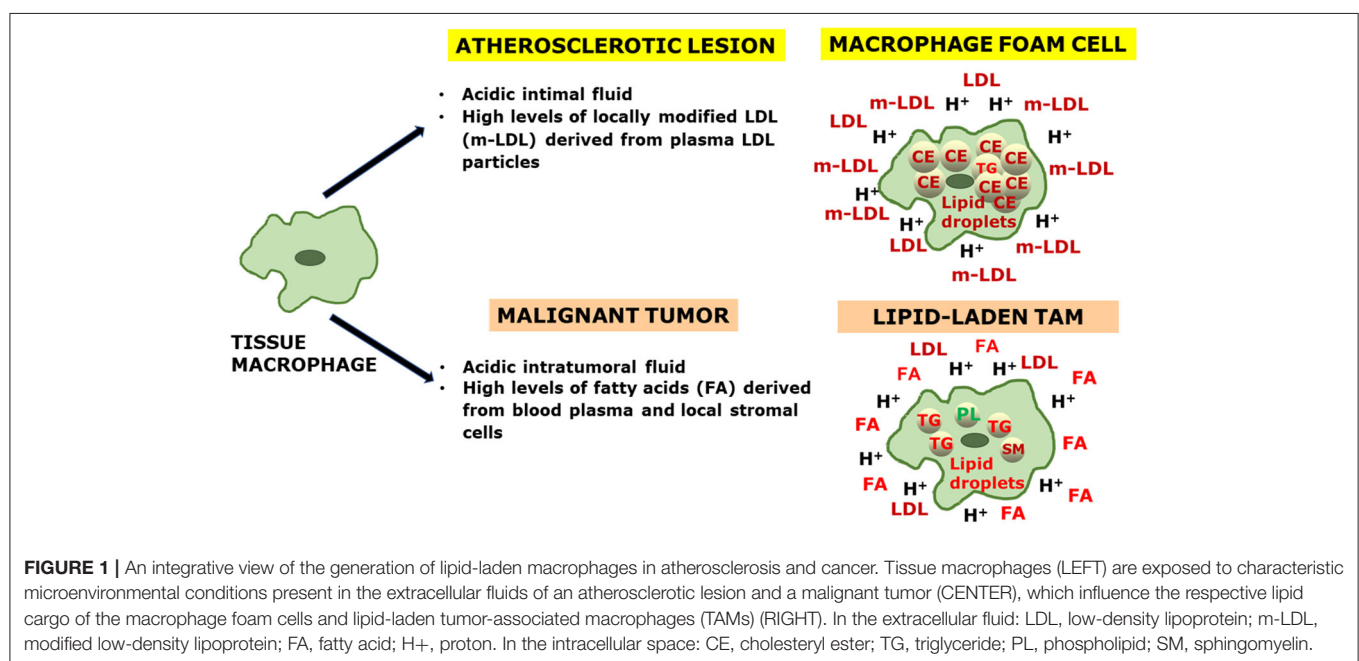 ATHEROSCLEROTIC LESION
• Acidic intimal fluid
• High levels of locally modified LDL
(m-LDL) derived from plasma LDL
particles
MACROPHAGE FOAM CELL
LDL
m-LDL H⁺ H⁺ m-LDL
LDL
H⁺ H⁺
CE CE CE CE
m-LDL TG m-LDL
CE CE CE
H⁺ CE
Lipid
m-LDL droplets H⁺
H⁺
LDL H⁺ m-LDL
m-LDL
TISSUE
MACROPHAGE
MALIGNANT TUMOR
• Acidic intratumoral fluid
• High levels of fatty acids (FA) derived
from blood plasma and local stromal
cells
LIPID-LADEN TAM
LDL FA
FA H⁺ H⁺ LDL FA
H⁺ H⁺
PL
FA TG TG
TG SM FA
H⁺ Lipid
FA H⁺ droplets H⁺ FA
LDL H⁺ FA
FIGURE 1 | An integrative view of the generation of lipid-laden macrophages in atherosclerosis and cancer. Tissue macrophages (LEFT) are exposed to characteristic
microenvironmental conditions present in the extracellular fluids of an atherosclerotic lesion and a malignant tumor (CENTER), which influence the respective lipid
cargo of the macrophage foam cells and lipid-laden tumor-associated macrophages (TAMs) (RIGHT). In the extracellular fluid: LDL, low-density lipoprotein; m-LDL,
modified low-density lipoprotein; FA, fatty acid; H+, proton. In the intracellular space: CE, cholesteryl ester; TG, triglyceride; PL, phospholipid; SM, sphingomyelin.